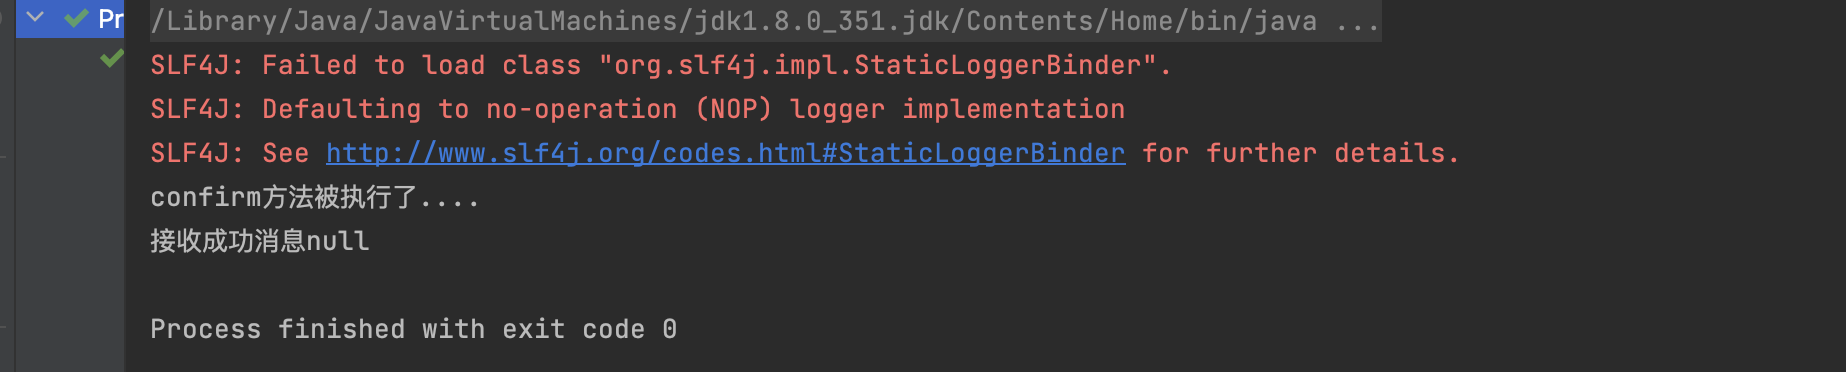 Pr
/Library/Java/JavaVirtualMachines/jdk1.8.0_351.jdk/Contents/Home/bin/java ...
SLF4J: Failed to load class "org.slf4j.impl.StaticLoggerBinder".
SLF4J: Defaulting to no-operation (NOP) logger implementation
SLF4J: See http://www.slf4j.org/codes.html#StaticLoggerBinder for further details.
confirm方法被执行了....
接收成功消息null
Process finished with exit code 0